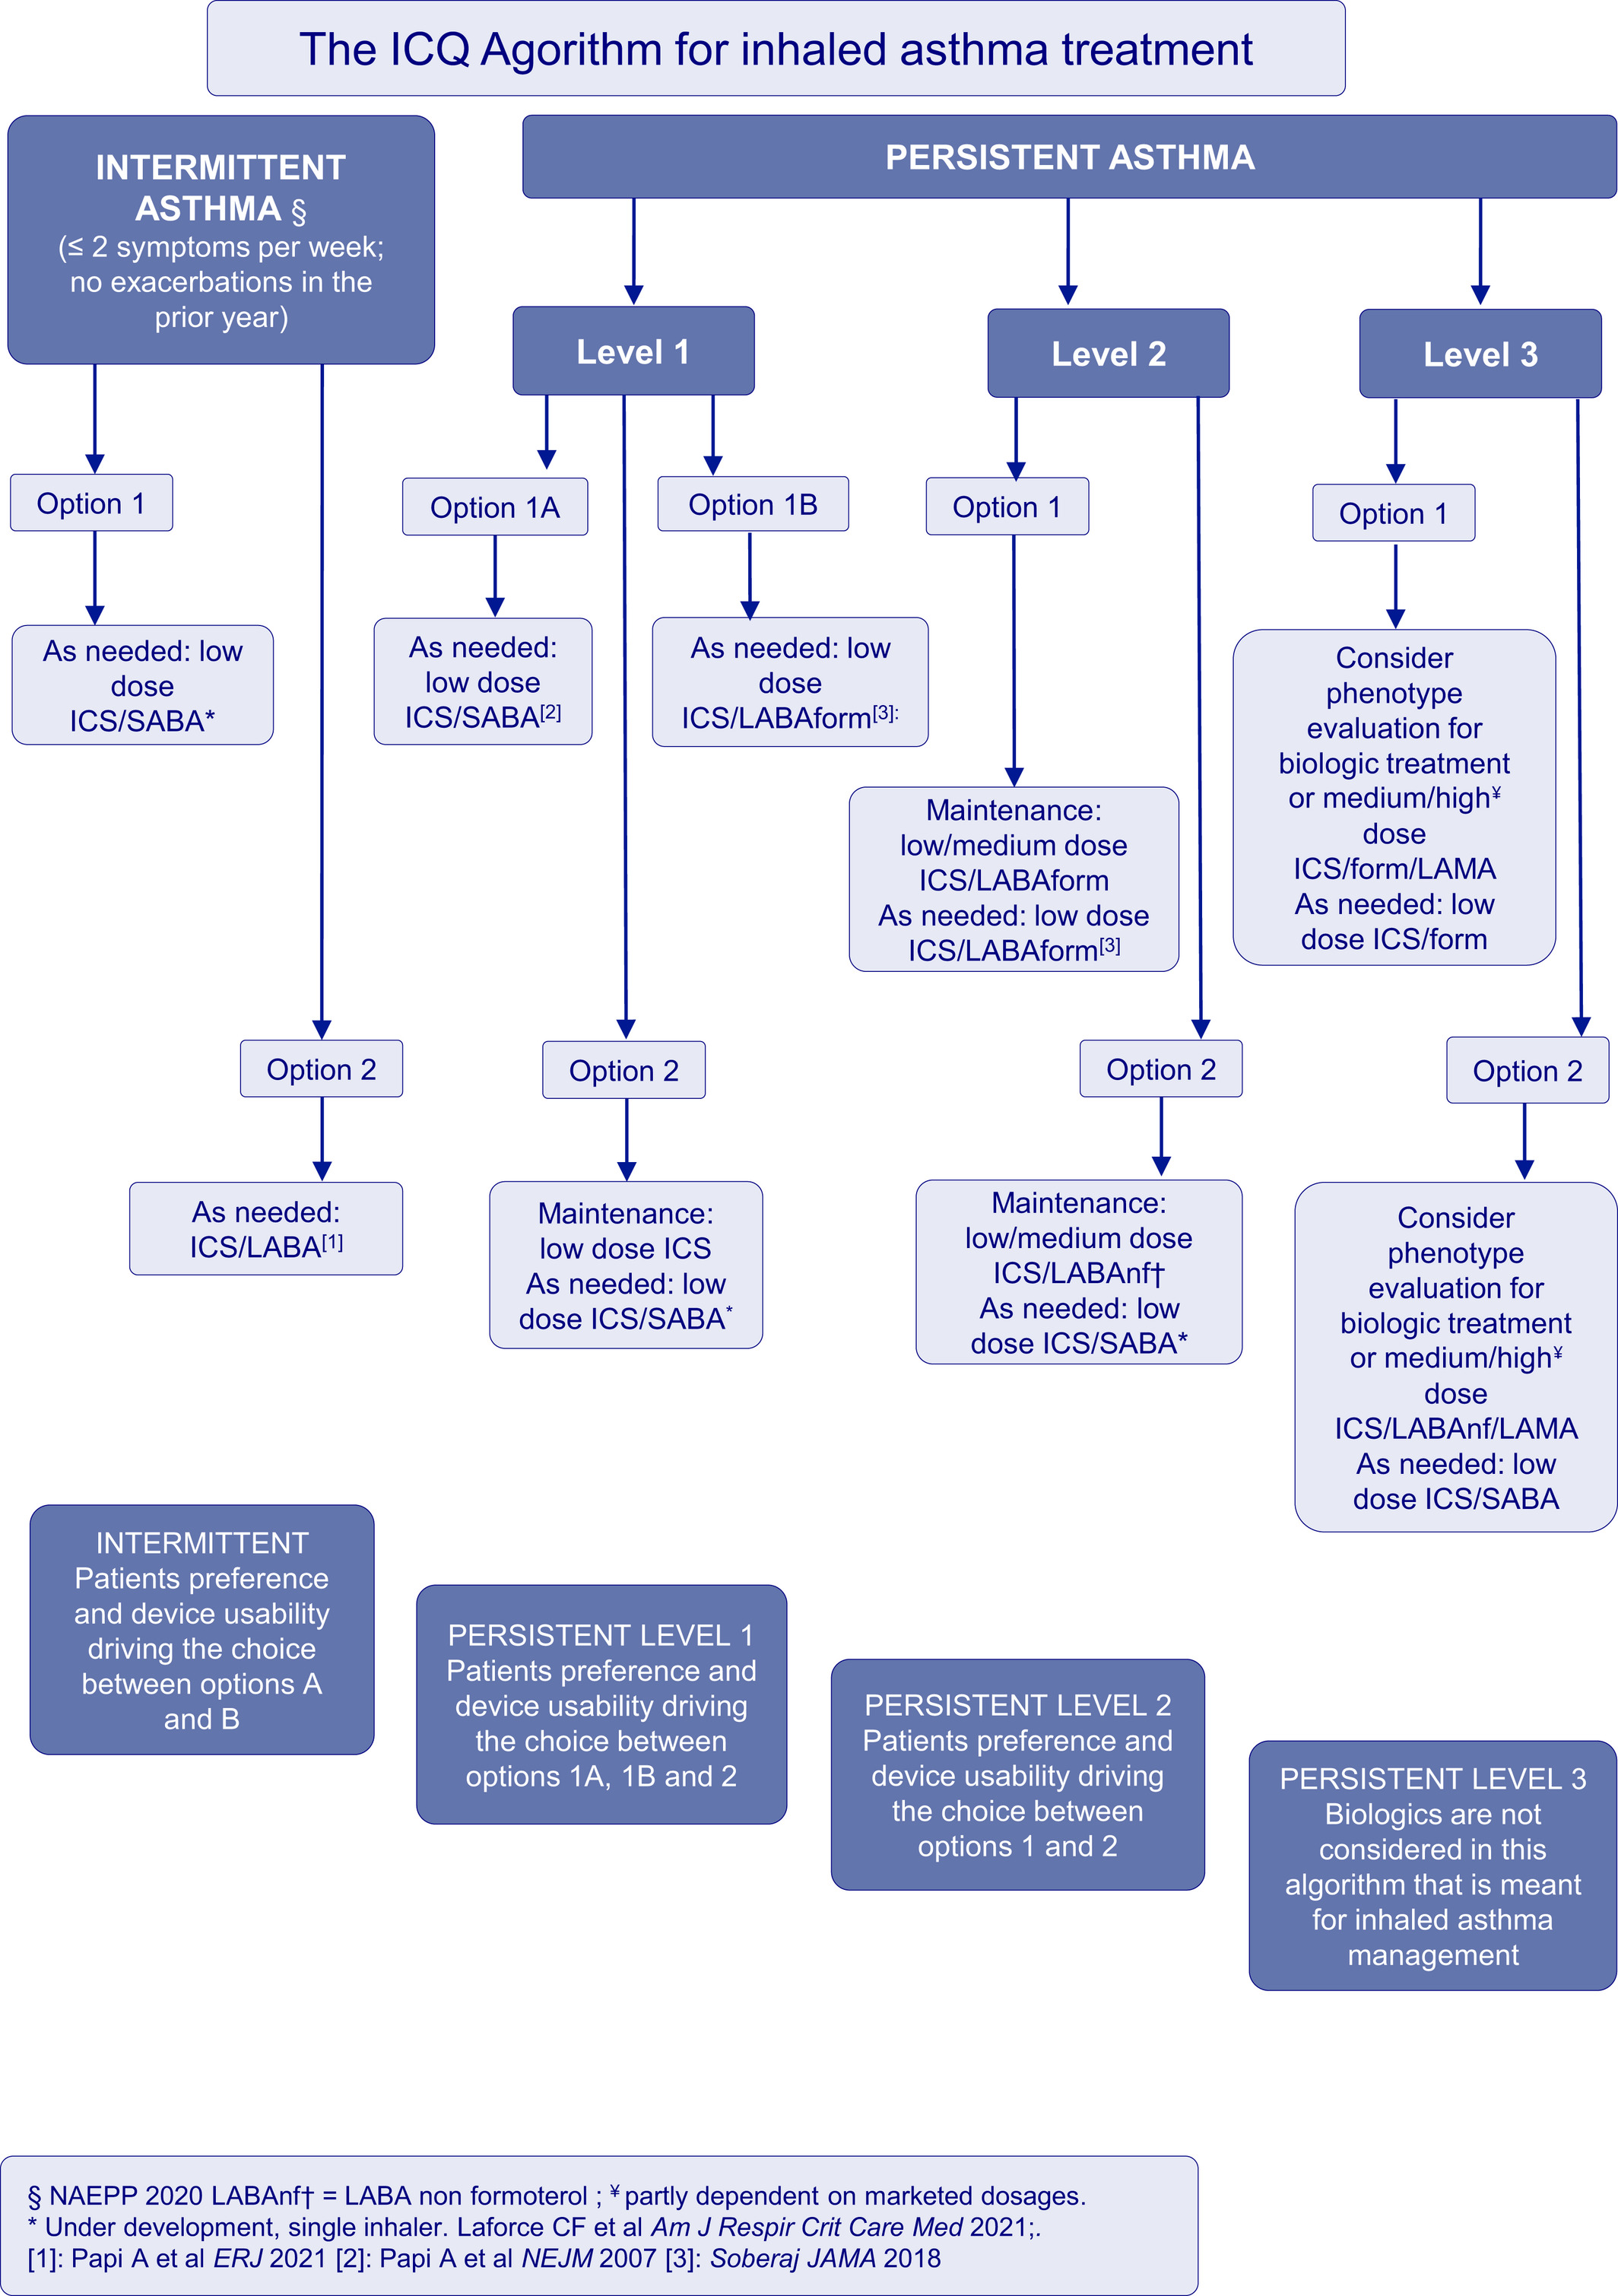 The ICQ Agorithm for inhaled asthma treatment
INTERMITTENT
ASTHMA §
(≤ 2 symptoms per week;
no exacerbations in the
prior year)
PERSISTENT ASTHMA
Level 1
Level 2
Level 3
Option 1
Option 1A
Option 1B
Option 1
Option 1
As needed: low
dose
ICS/SABA*
As needed:
low dose
ICS/SABA[2]
As needed: low
dose
ICS/LABAform[3]:
Maintenance:
low/medium dose
ICS/LABAform
As needed: low dose
ICS/LABAform[3]
Consider
phenotype
evaluation for
biologic treatment
or medium/high¥
dose
ICS/form/LAMA
As needed: low
dose ICS/form
Option 2
Option 2
Option 2
Option 2
As needed:
ICS/LABA[1]
Maintenance:
low dose ICS
As needed: low
dose ICS/SABA*
Maintenance:
low/medium dose
ICS/LABAnf†
As needed: low
dose ICS/SABA*
Consider
phenotype
evaluation for
biologic treatment
or medium/high¥
dose
ICS/LABAnf/LAMA
As needed: low
dose ICS/SABA
INTERMITTENT
Patients preference
and device usability
driving the choice
between options A
and B
PERSISTENT LEVEL 1
Patients preference and
device usability driving
the choice between
options 1A, 1B and 2
PERSISTENT LEVEL 2
Patients preference and
device usability driving
the choice between
options 1 and 2
PERSISTENT LEVEL 3
Biologics are not
considered in this
algorithm that is meant
for inhaled asthma
management
§ NAEPP 2020 LABAnf† = LABA non formoterol ; ¥ partly dependent on marketed dosages.
* Under development, single inhaler. Laforce CF et al Am J Respir Crit Care Med 2021;.
[1]: Papi A et al ERJ 2021 [2]: Papi A et al NEJM 2007 [3]: Soberaj JAMA 2018